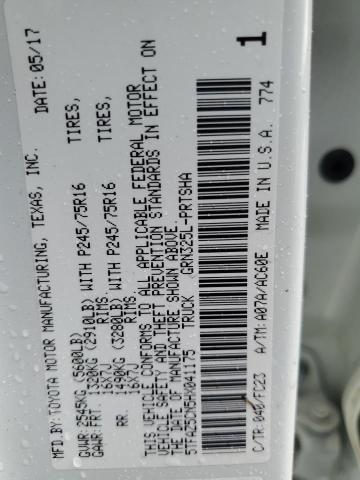 MFD.BY: TOYOTA MOTOR MANUFACTURING, TEXAS, INC. DATE: 05/17
GVWR: 2545KG (5600LB)
GAWR: FRT. 1320KG (2910LB) WITH P245/75R16 TIRES,
16X7J RIMS
RR. 1490KG (3280LB) WITH P245/75R16 TIRES,
16X7J RIMS
THIS VEHICLE CONFORMS TO ALL APPLICABLE FEDERAL MOTOR
VEHICLE SAFETY AND THEFT PREVENTION STANDARDS IN EFFECT ON
THE DATE OF MANUFACTURE SHOWN ABOVE.
5TFAZ5CN5HX041175 TRUCK GRN325L-PRTSHA
C/TR: 040/FC23 A/TM: A07A/AC60E MADE IN U.S.A. 774
1